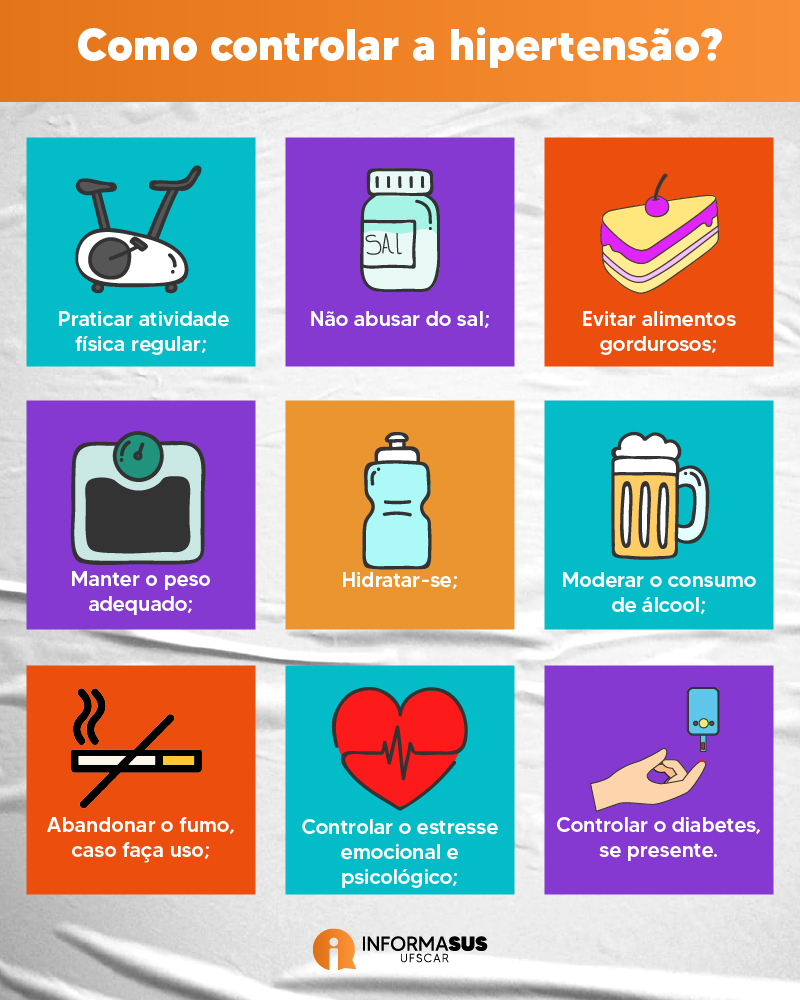 Como controlar a hipertensão?
SAL
Praticar atividade
física regular;
Não abusar do sal;
Evitar alimentos
gordurosos;
Manter o peso
adequado;
Hidratar-se;
Moderar o consumo
de álcool;
Abandonar o fumo,
caso faça uso;
Controlar o estresse
emocional e
psicológico;
Controlar o diabetes,
se presente.
INFORMASUS
UFSCAR